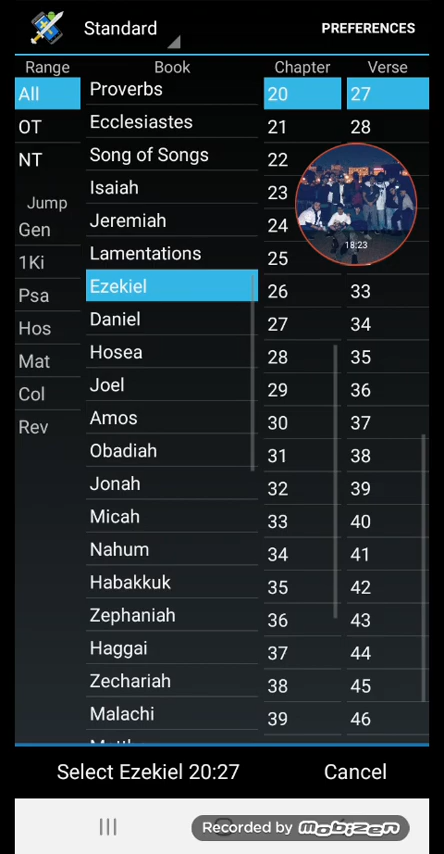 Standard
PREFERENCES
Range Book Chapter Verse
All Proverbs 20 27
OT Ecclesiastes 21 28
NT Song of Songs 22
Isaiah 23
Jump
Gen Jeremiah 24
18:23
1Ki Lamentations 25
Psa Ezekiel 26 33
Hos Daniel 27 34
Mat Hosea 28 35
Col Joel 29 36
Rev Amos 30 37
Obadiah 31 38
Jonah 32 39
Micah 33 40
Nahum 34 41
Habakkuk 35 42
Zephaniah 36 43
Haggai 37 44
Zechariah 38 45
Malachi 39 46
Select Ezekiel 20:27 Cancel
Recorded by Mobizen